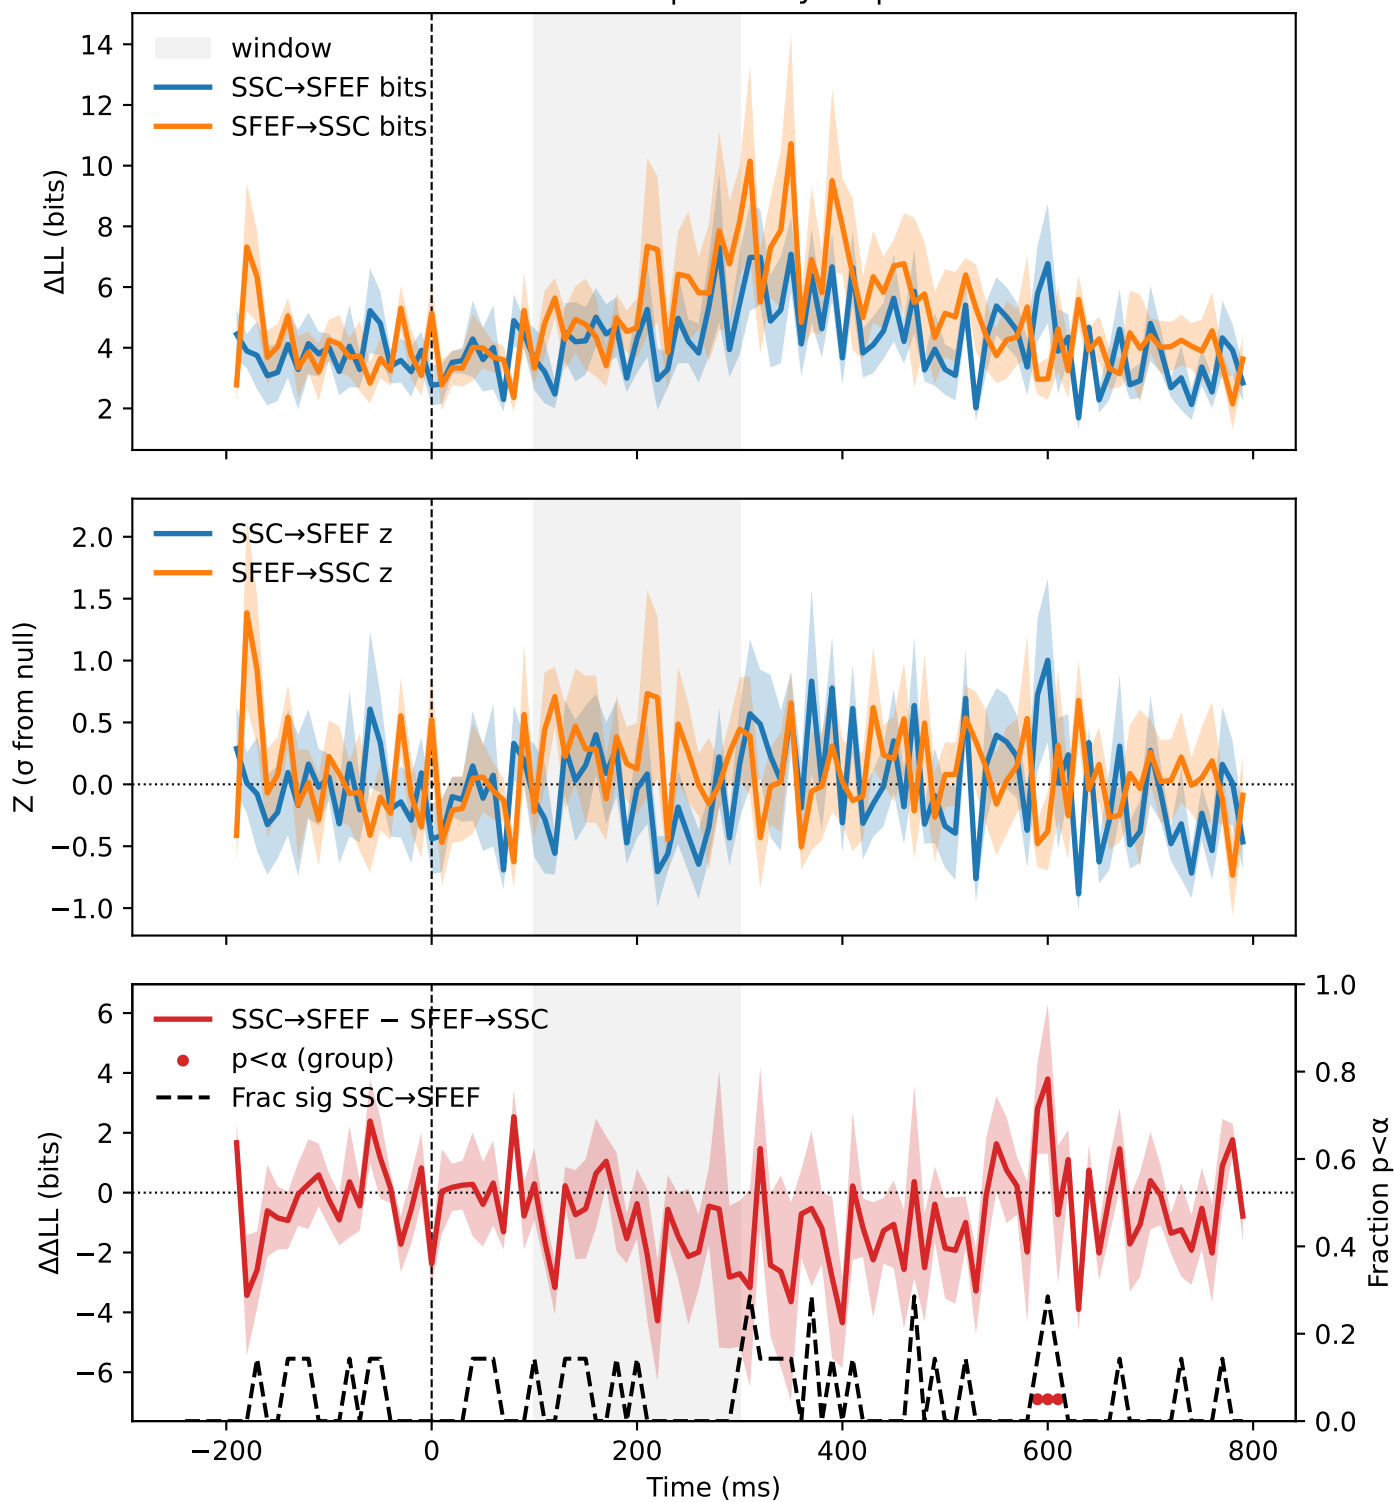 14
12
10
8
6
4
2
ΔLL (bits)
window
SSC→SFEF bits
SFEF→SSC bits
2.0
1.5
1.0
0.5
0.0
−0.5
−1.0
Z (σ from null)
SSC→SFEF z
SFEF→SSC z
6
4
2
0
−2
−4
−6
ΔΔLL (bits)
SSC→SFEF − SFEF→SSC
p<α (group)
Frac sig SSC→SFEF
1.0
0.8
0.6
0.4
0.2
0.0
Fraction p<α
−200 0 200 400 600 800
Time (ms)